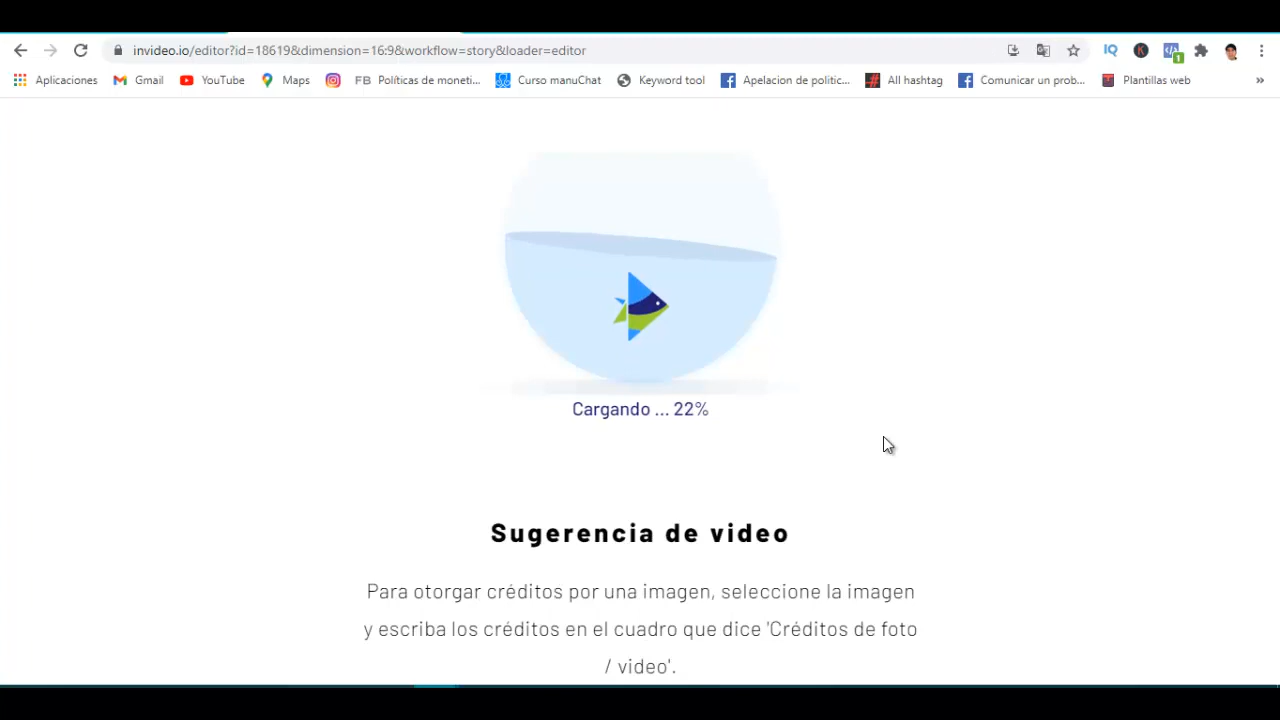 invideo.io/editor?id=18619&dimension=16:9&workflow=story&loader=editor
IQ K 1
Aplicaciones Gmail YouTube Maps FB Políticas de moneti... Curso manuChat Keyword tool Apelacion de politic... # All hashtag Comunicar un prob... Plantillas web »
Cargando ... 22%
Sugerencia de video
Para otorgar créditos por una imagen, seleccione la imagen
y escriba los créditos en el cuadro que dice 'Créditos de foto
/ video'.